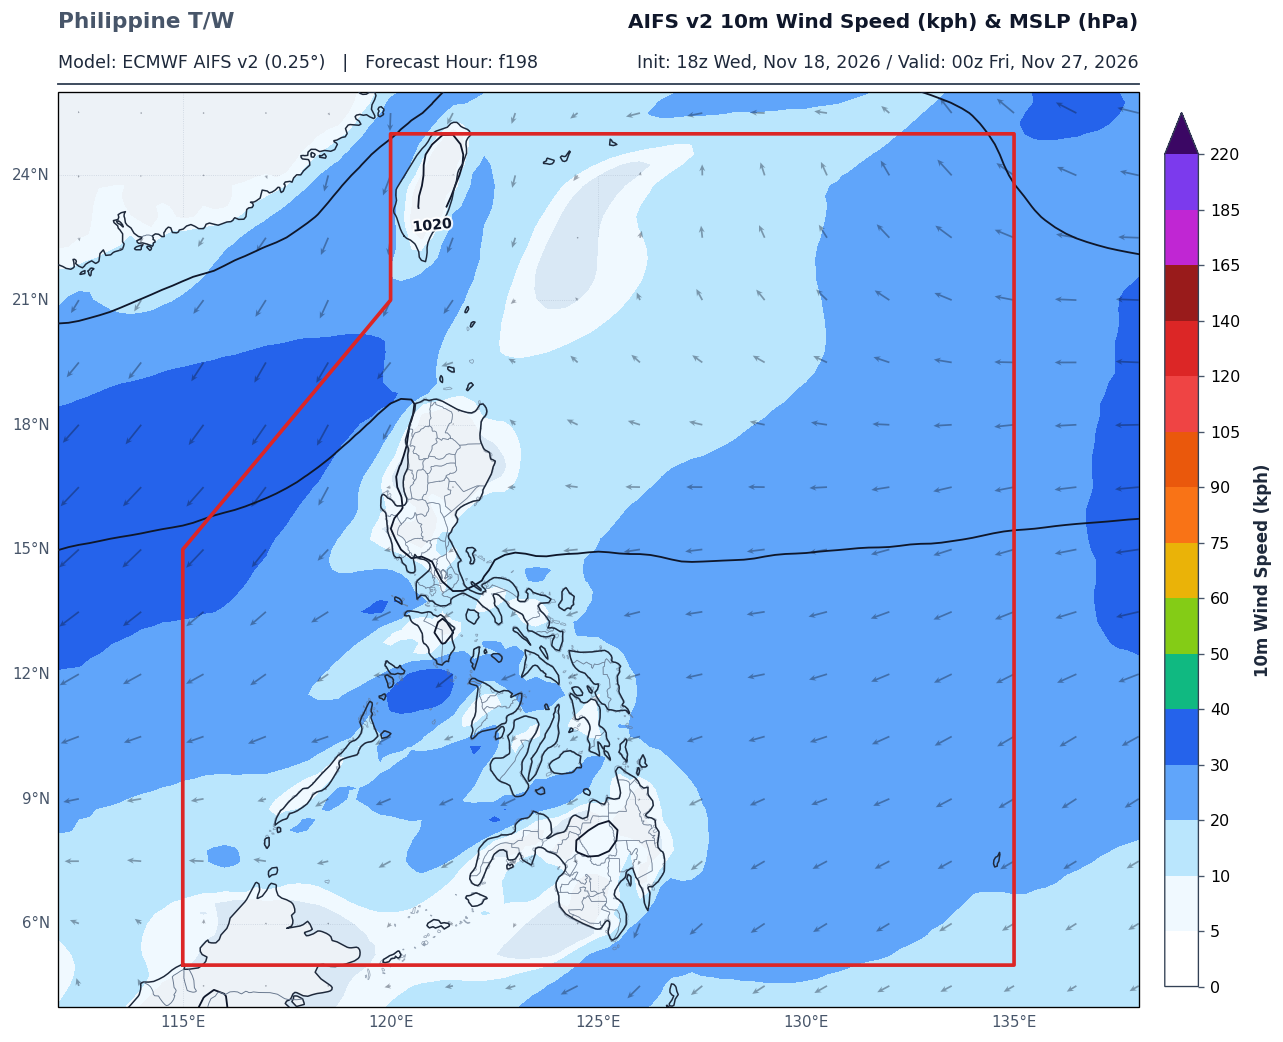 Philippine T/W
AIFS v2 10m Wind Speed (kph) & MSLP (hPa)
Model: ECMWF AIFS v2 (0.25°) | Forecast Hour: f198
Init: 18z Wed, Nov 18, 2026 / Valid: 00z Fri, Nov 27, 2026
24°N
21°N
18°N
15°N
12°N
9°N
6°N
115°E
120°E
125°E
130°E
135°E
1020
220
185
165
140
120
105
90
75
60
50
40
30
20
10
5
0
10m Wind Speed (kph)